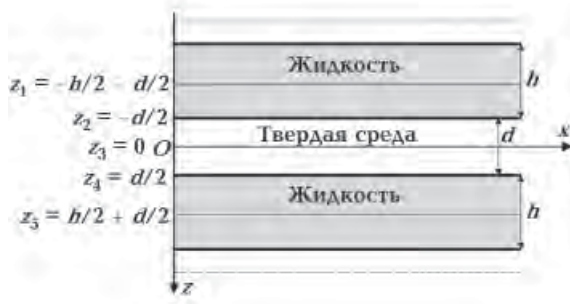 Жидкость
h
z₁ = -h/2 - d/2
z₂ = -d/2
Твердая среда
d
x
z₃ = 0 O
z₄ = d/2
Жидкость
z₅ = h/2 + d/2
h
z